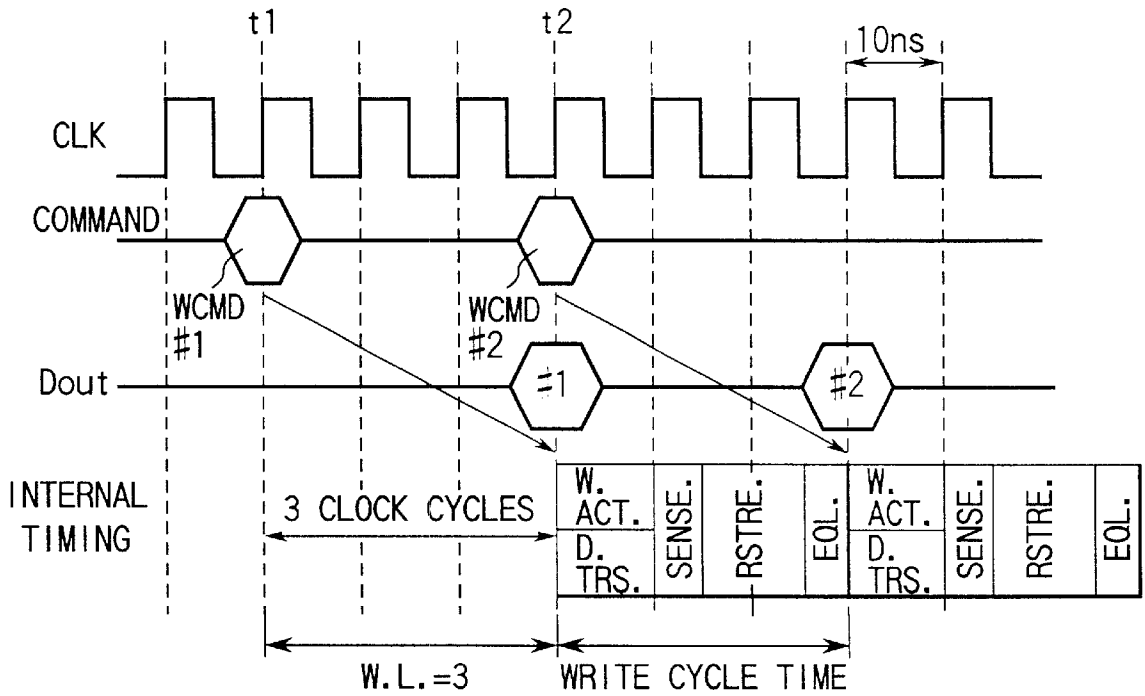 t1
t2
10ns
CLK
COMMAND
WCMD
#1
WCMD
#2
Dout
#1
#2
INTERNAL
TIMING
3 CLOCK CYCLES
W.
ACT.
D.
TRS.
SENSE.
RSTRE.
EQL.
W.
ACT.
D.
TRS.
SENSE.
RSTRE.
EQL.
W.L.=3
WRITE CYCLE TIME